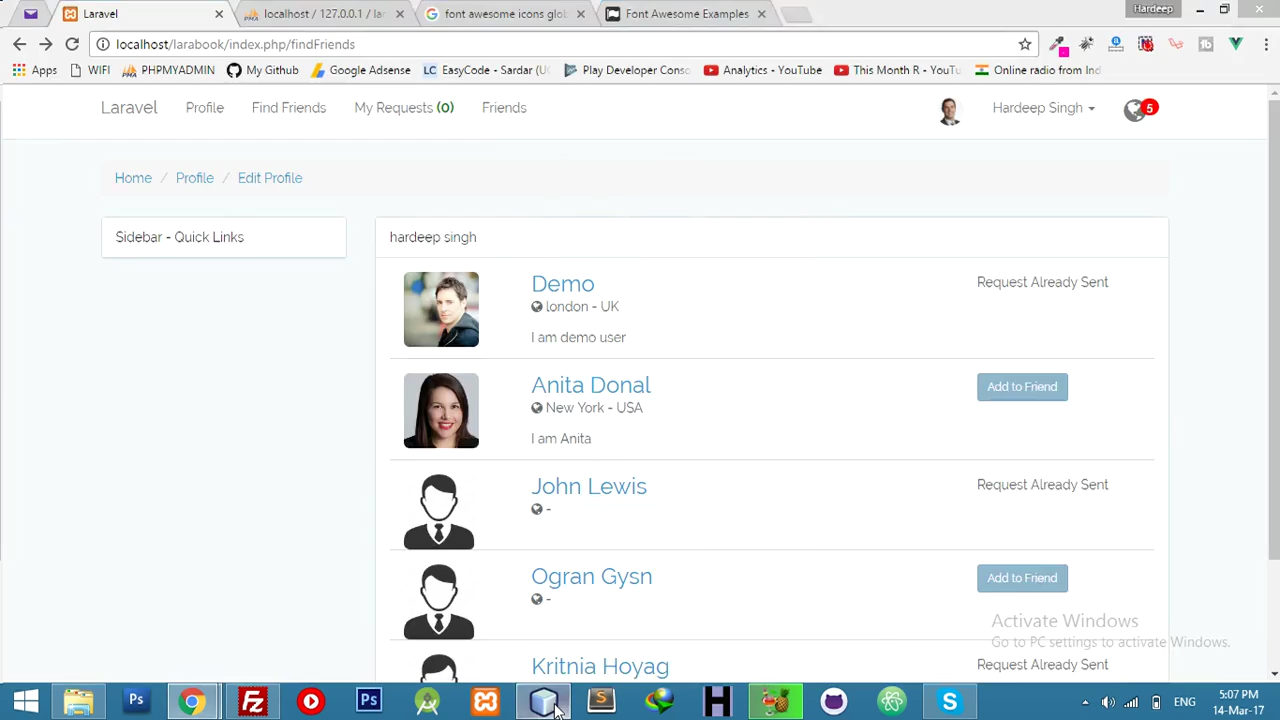 Hardeep
Laravel
localhost / 127.0.0.1 / lar
font awesome icons glob
Font Awesome Examples
localhost/larabook/index.php/findFriends
Apps
WIFI
PHPMYADMIN
My Github
Google Adsense
LC EasyCode - Sardar (U
Play Developer Conso
Analytics - YouTube
This Month R - YouTu
Online radio from Ind
Laravel
Profile
Find Friends
My Requests (0)
Friends
Hardeep Singh
5
Home / Profile / Edit Profile
Sidebar - Quick Links
hardeep singh
Demo
london - UK
I am demo user
Request Already Sent
Anita Donal
New York - USA
I am Anita
Add to Friend
John Lewis
-
Request Already Sent
Ogran Gysn
-
Add to Friend
Kritnia Hoyag
Request Already Sent
Activate Windows
Go to PC settings to activate Windows.
ENG
5:07 PM
14-Mar-17